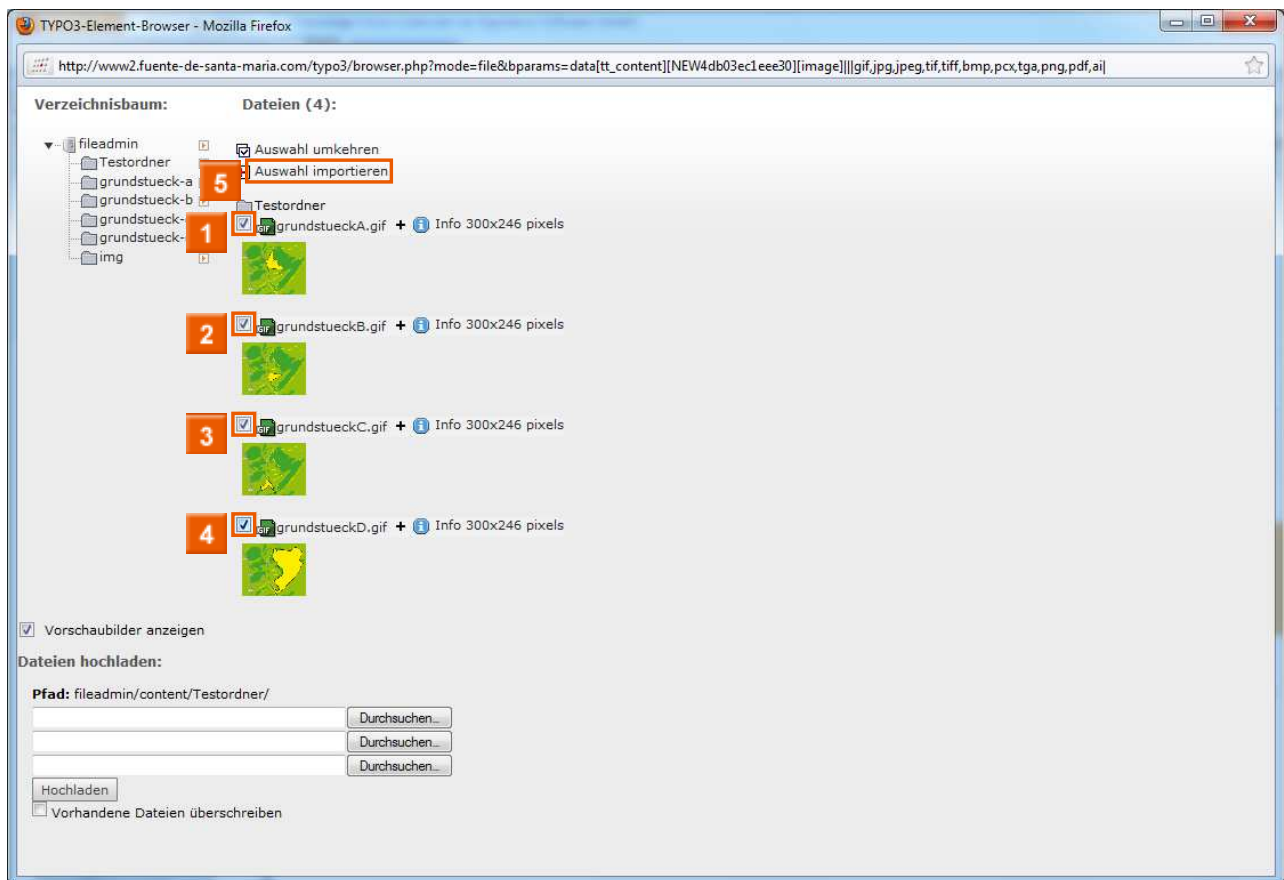 TYPO3-Element-Browser - Mozilla Firefox
http://www2.fuente-de-santa-maria.com/typo3/browser.php?mode=file&bparams=data[tt_content][NEW4db03ec1eee30][image]|||gif,jpg,jpeg,tif,tiff,bmp,pcx,tga,png,pdf,ai|
Verzeichnisbaum:
fileadmin
Testordner
grundstueck-a
grundstueck-b
grundstueck-
grundstueck-
img
Dateien (4):
Auswahl umkehren
5 Auswahl importieren
Testordner
1 GIF grundstueckA.gif + i Info 300x246 pixels
2 GIF grundstueckB.gif + i Info 300x246 pixels
3 GIF grundstueckC.gif + i Info 300x246 pixels
4 GIF grundstueckD.gif + i Info 300x246 pixels
Vorschaubilder anzeigen
Dateien hochladen:
Pfad: fileadmin/content/Testordner/
Durchsuchen...
Durchsuchen...
Durchsuchen...
Hochladen
Vorhandene Dateien überschreiben